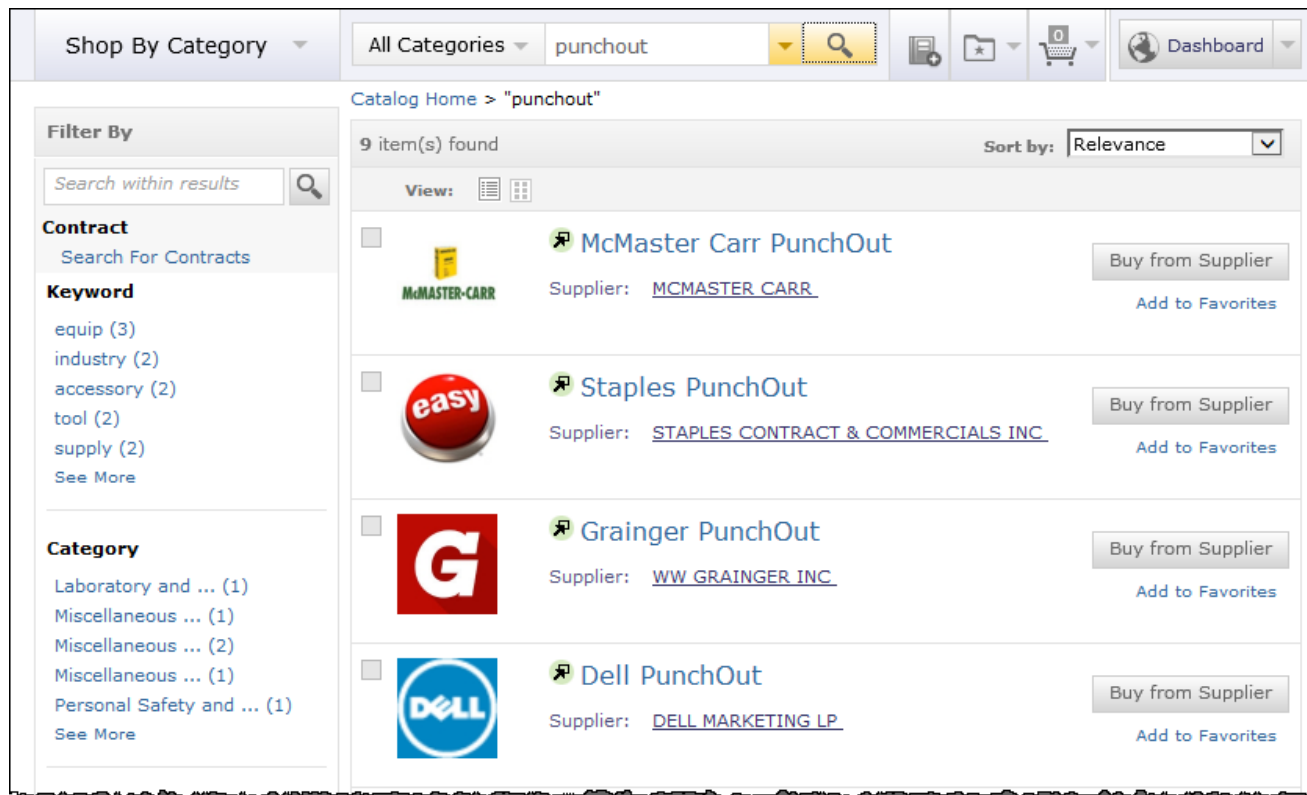 Shop By Category
All Categories
punchout
0
Dashboard
Catalog Home > "punchout"
Filter By
Search within results
Contract
Search For Contracts
Keyword
equip (3)
industry (2)
accessory (2)
tool (2)
supply (2)
See More
Category
Laboratory and ... (1)
Miscellaneous ... (1)
Miscellaneous ... (2)
Miscellaneous ... (1)
Personal Safety and ... (1)
See More
9 item(s) found
Sort by: Relevance
View:
McMASTER-CARR
McMaster Carr PunchOut
Supplier: MCMASTER CARR
Buy from Supplier
Add to Favorites
easy
Staples PunchOut
Supplier: STAPLES CONTRACT & COMMERCIALS INC
Buy from Supplier
Add to Favorites
G
Grainger PunchOut
Supplier: WW GRAINGER INC
Buy from Supplier
Add to Favorites
DELL
Dell PunchOut
Supplier: DELL MARKETING LP
Buy from Supplier
Add to Favorites